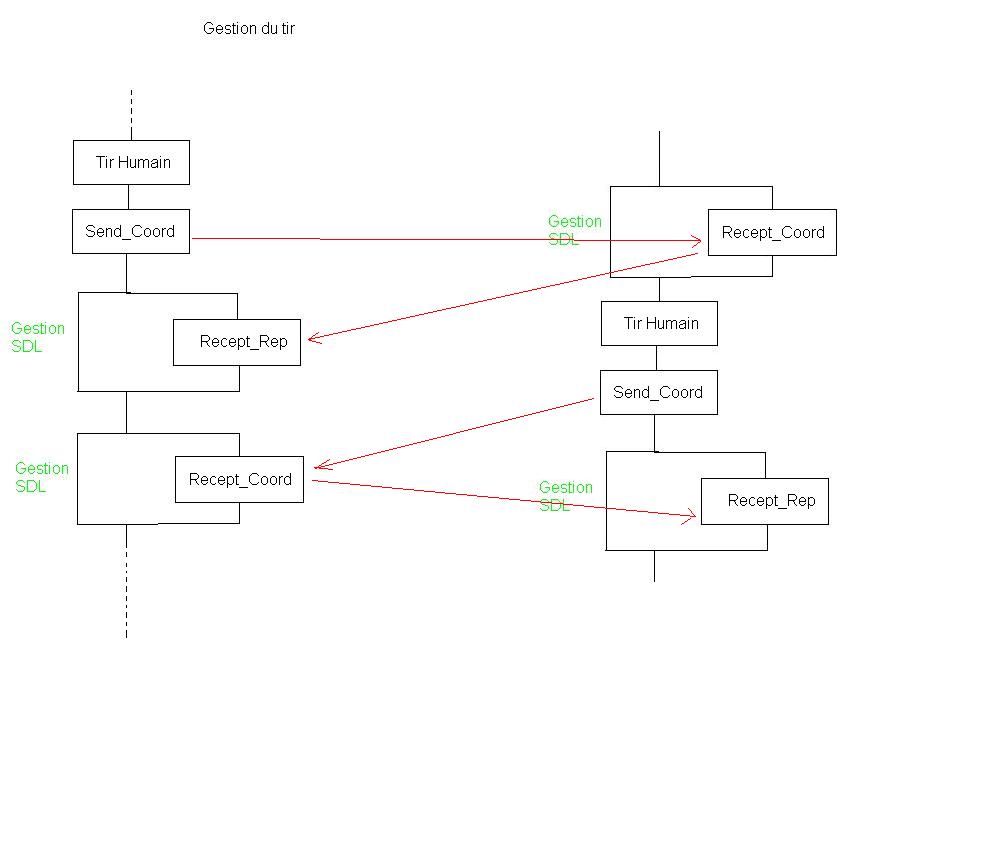 Gestion du tir
Tir Humain
Send_Coord
Gestion
SDL
Recept_Rep
Gestion
SDL
Recept_Coord
Gestion
SDL
Recept_Coord
Tir Humain
Send_Coord
Gestion
SDL
Recept_Rep